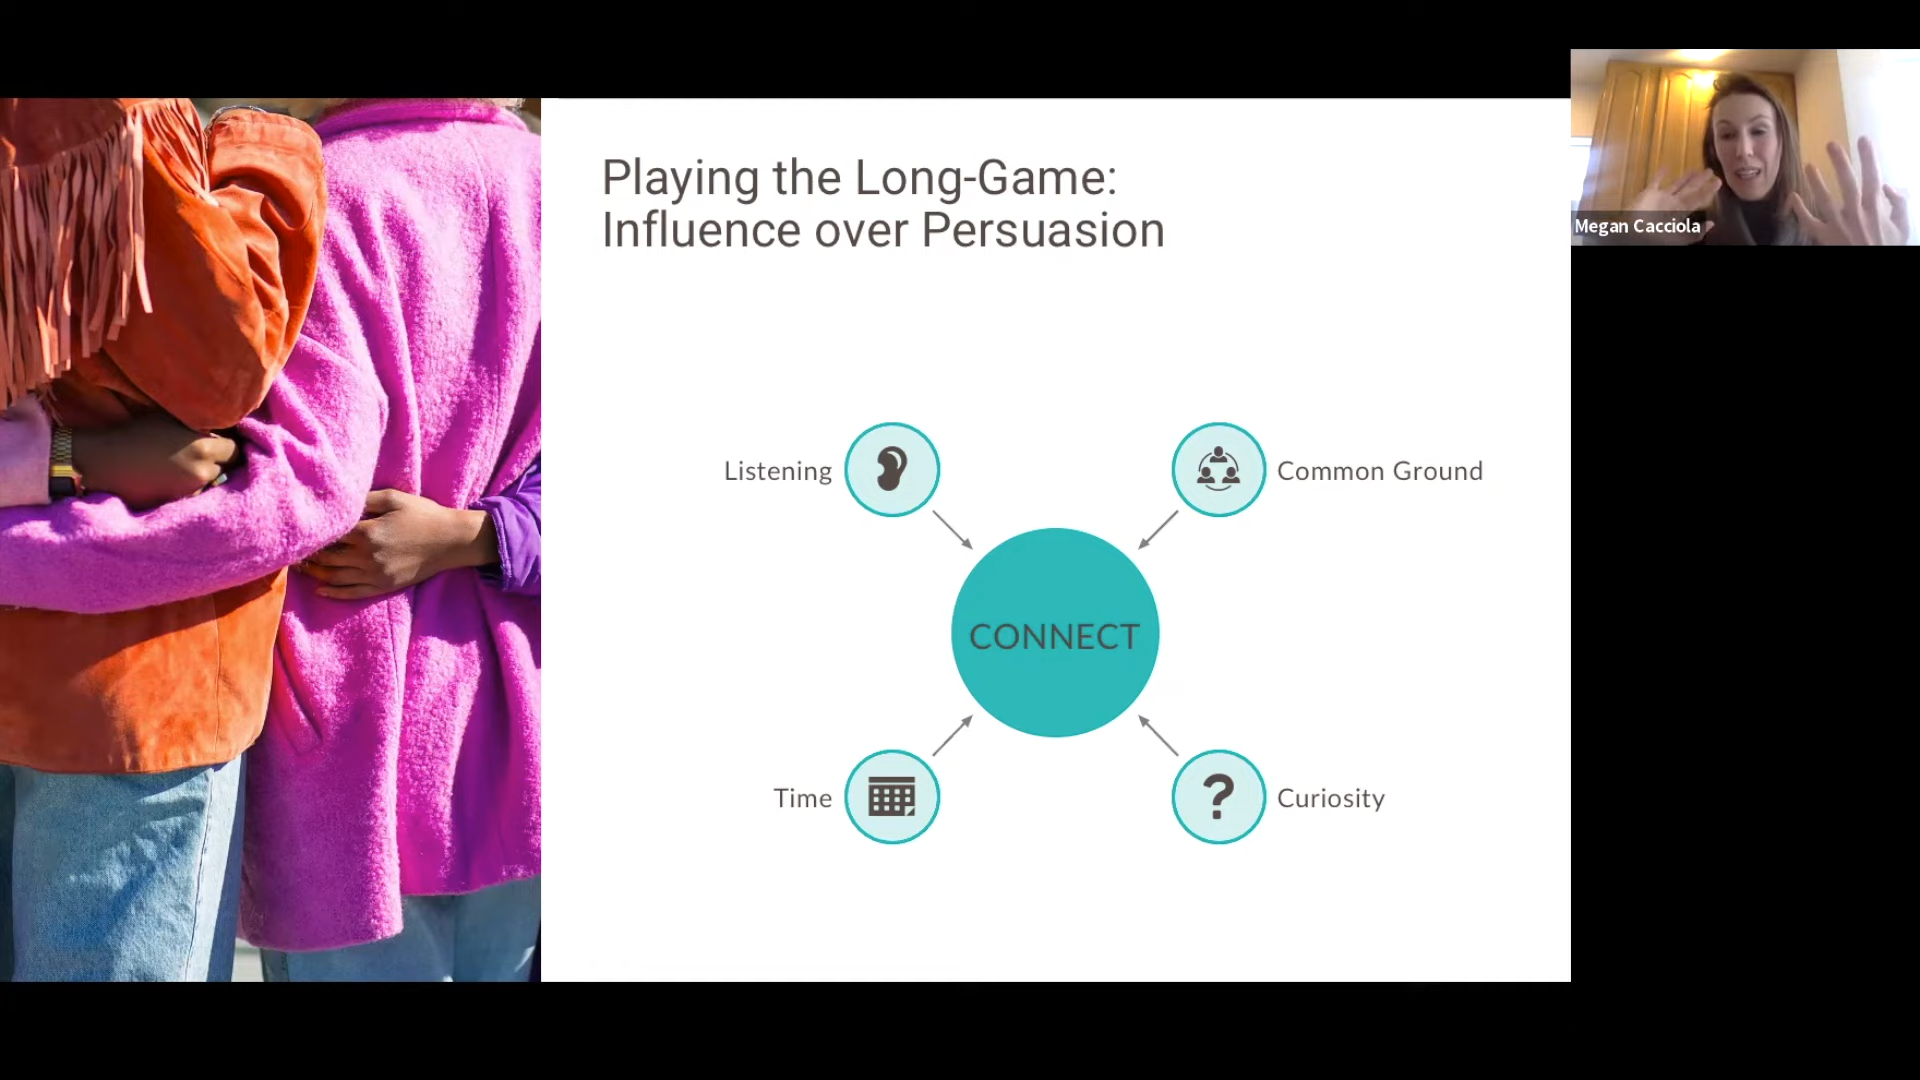 Playing the Long-Game:
Influence over Persuasion
Megan Cacciola
Listening
Common Ground
CONNECT
Time
?
Curiosity